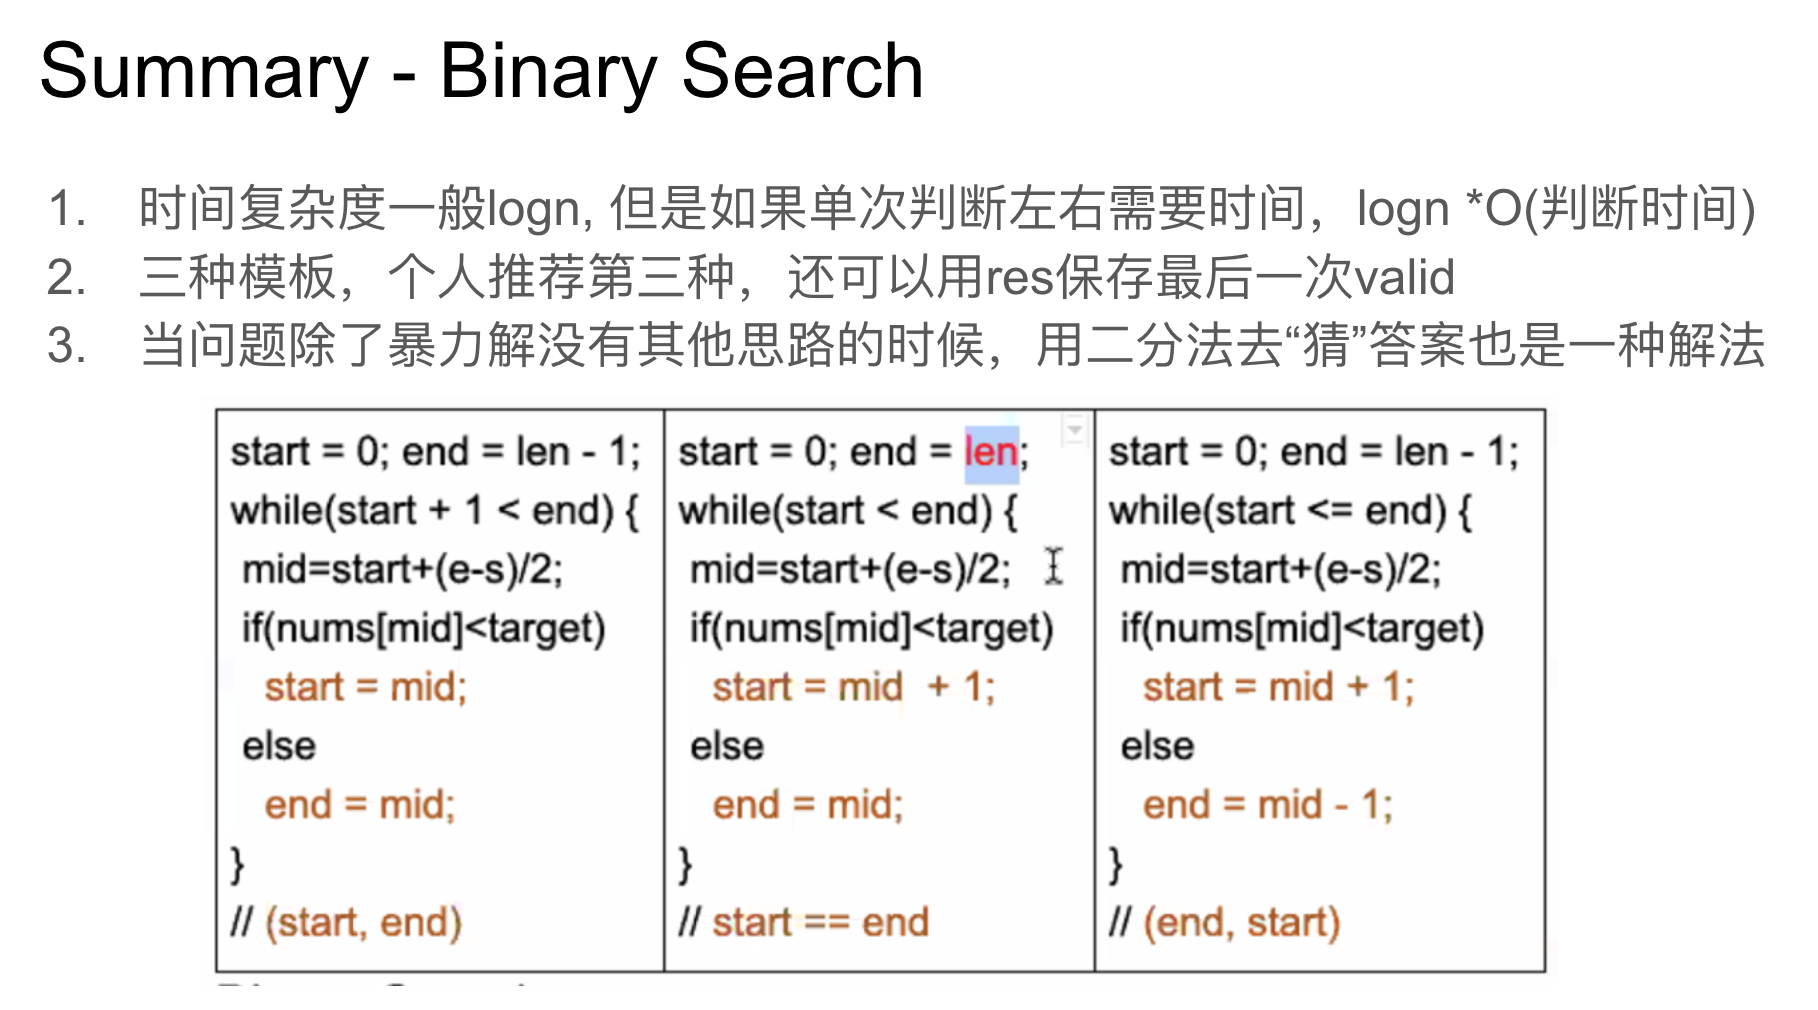 Summary - Binary Search
1. 时间复杂度一般logn, 但是如果单次判断左右需要时间，logn *O(判断时间)
2. 三种模板，个人推荐第三种，还可以用res保存最后一次valid
3. 当问题除了暴力解没有其他思路的时候，用二分法去“猜”答案也是一种解法
start = 0; end = len - 1;
while(start + 1 < end) {
mid=start+(e-s)/2;
if(nums[mid]<target)
start = mid;
else
end = mid;
}
// (start, end)
start = 0; end = len;
while(start < end) {
mid=start+(e-s)/2;
if(nums[mid]<target)
start = mid + 1;
else
end = mid;
}
// start == end
start = 0; end = len - 1;
while(start <= end) {
mid=start+(e-s)/2;
if(nums[mid]<target)
start = mid + 1;
else
end = mid - 1;
}
// (end, start)